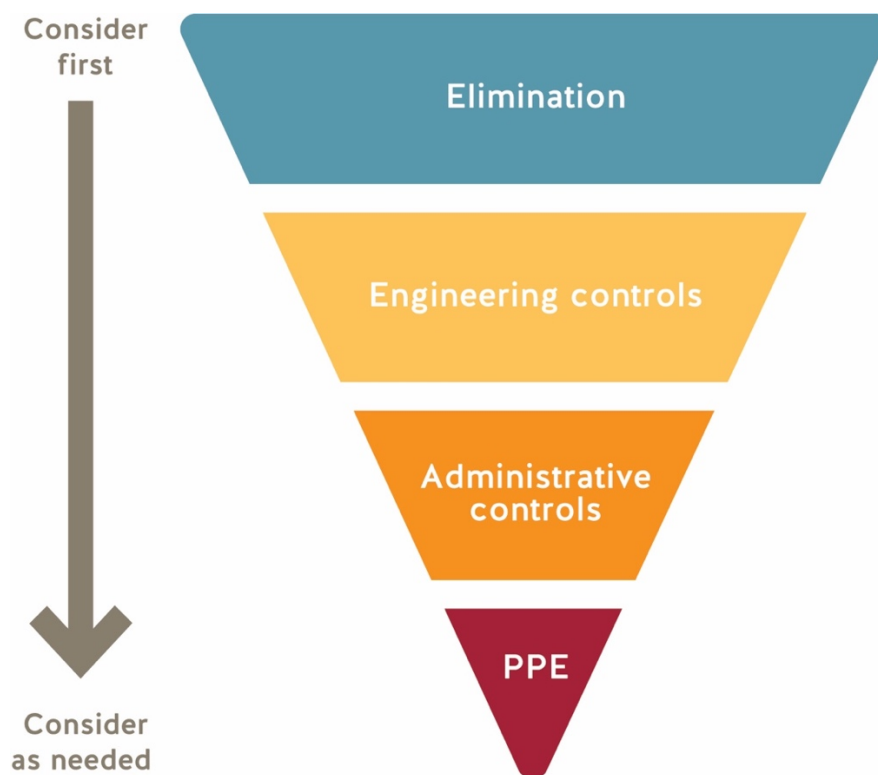 Consider
first
Elimination
Engineering controls
Administrative
controls
PPE
Consider
as needed